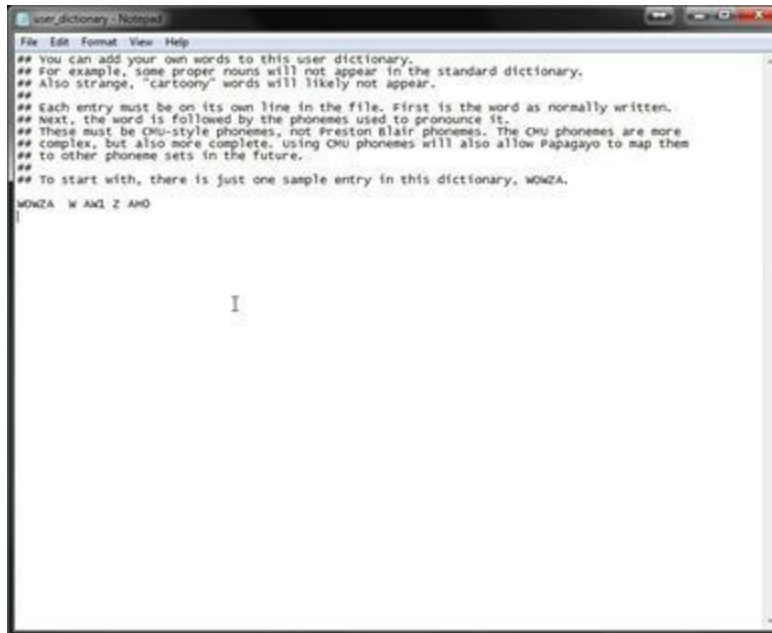 user_dictionary - Notepad
File Edit Format View Help
## You can add your own words to this user dictionary.
## For example, some proper nouns will not appear in the standard dictionary.
## Also strange, "cartoony" words will likely not appear.
##
## Each entry must be on its own line in the file. First is the word as normally written.
## Next, the word is followed by the phonemes used to pronounce it.
## These must be CMU-style phonemes, not Preston Blair phonemes. The CMU phonemes are more
## complex, but also more complete. Using CMU phonemes will also allow Papagayo to map them
## to other phoneme sets in the future.
##
## To start with, there is just one sample entry in this dictionary, WOWZA.
WOWZA W AW1 Z AH0